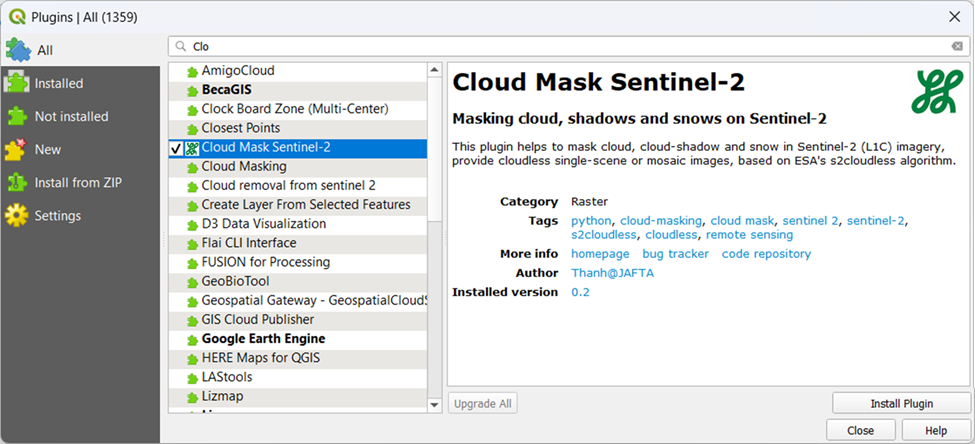 Plugins | All (1359)
All
Installed
Not installed
New
Install from ZIP
Settings
Clo
AmigoCloud
BecaGIS
Clock Board Zone (Multi-Center)
Closest Points
Cloud Mask Sentinel-2
Cloud Masking
Cloud removal from sentinel 2
Create Layer From Selected Features
D3 Data Visualization
Flai CLI Interface
FUSION for Processing
GeoBioTool
Geospatial Gateway - GeospatialCloudS
GIS Cloud Publisher
Google Earth Engine
HERE Maps for QGIS
LAStools
Lizmap
Cloud Mask Sentinel-2
Masking cloud, shadows and snows on Sentinel-2
This plugin helps to mask cloud, cloud-shadow and snow in Sentinel-2 (L1C) imagery,
provide cloudless single-scene or mosaic images, based on ESA's s2cloudless algorithm.
Category Raster
Tags python, cloud-masking, cloud mask, sentinel 2, sentinel-2,
s2cloudless, cloudless, remote sensing
More info homepage bug tracker code repository
Author Thanh@JAFTA
Installed version 0.2
Upgrade All
Install Plugin
Close
Help